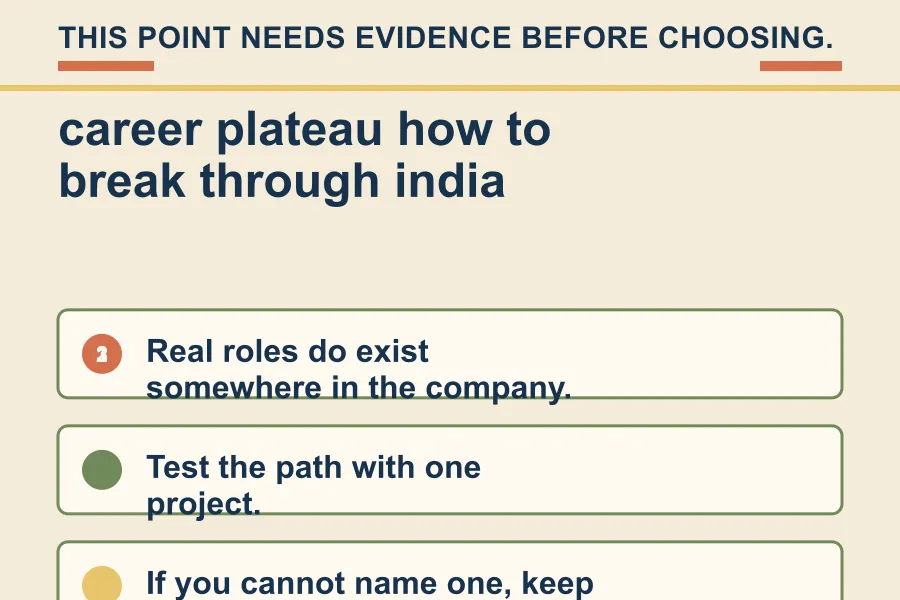 THIS POINT NEEDS EVIDENCE BEFORE CHOOSING.
career plateau how to
break through india
Real roles do exist
somewhere in the company.
Test the path with one
project.
If you cannot name one, keep